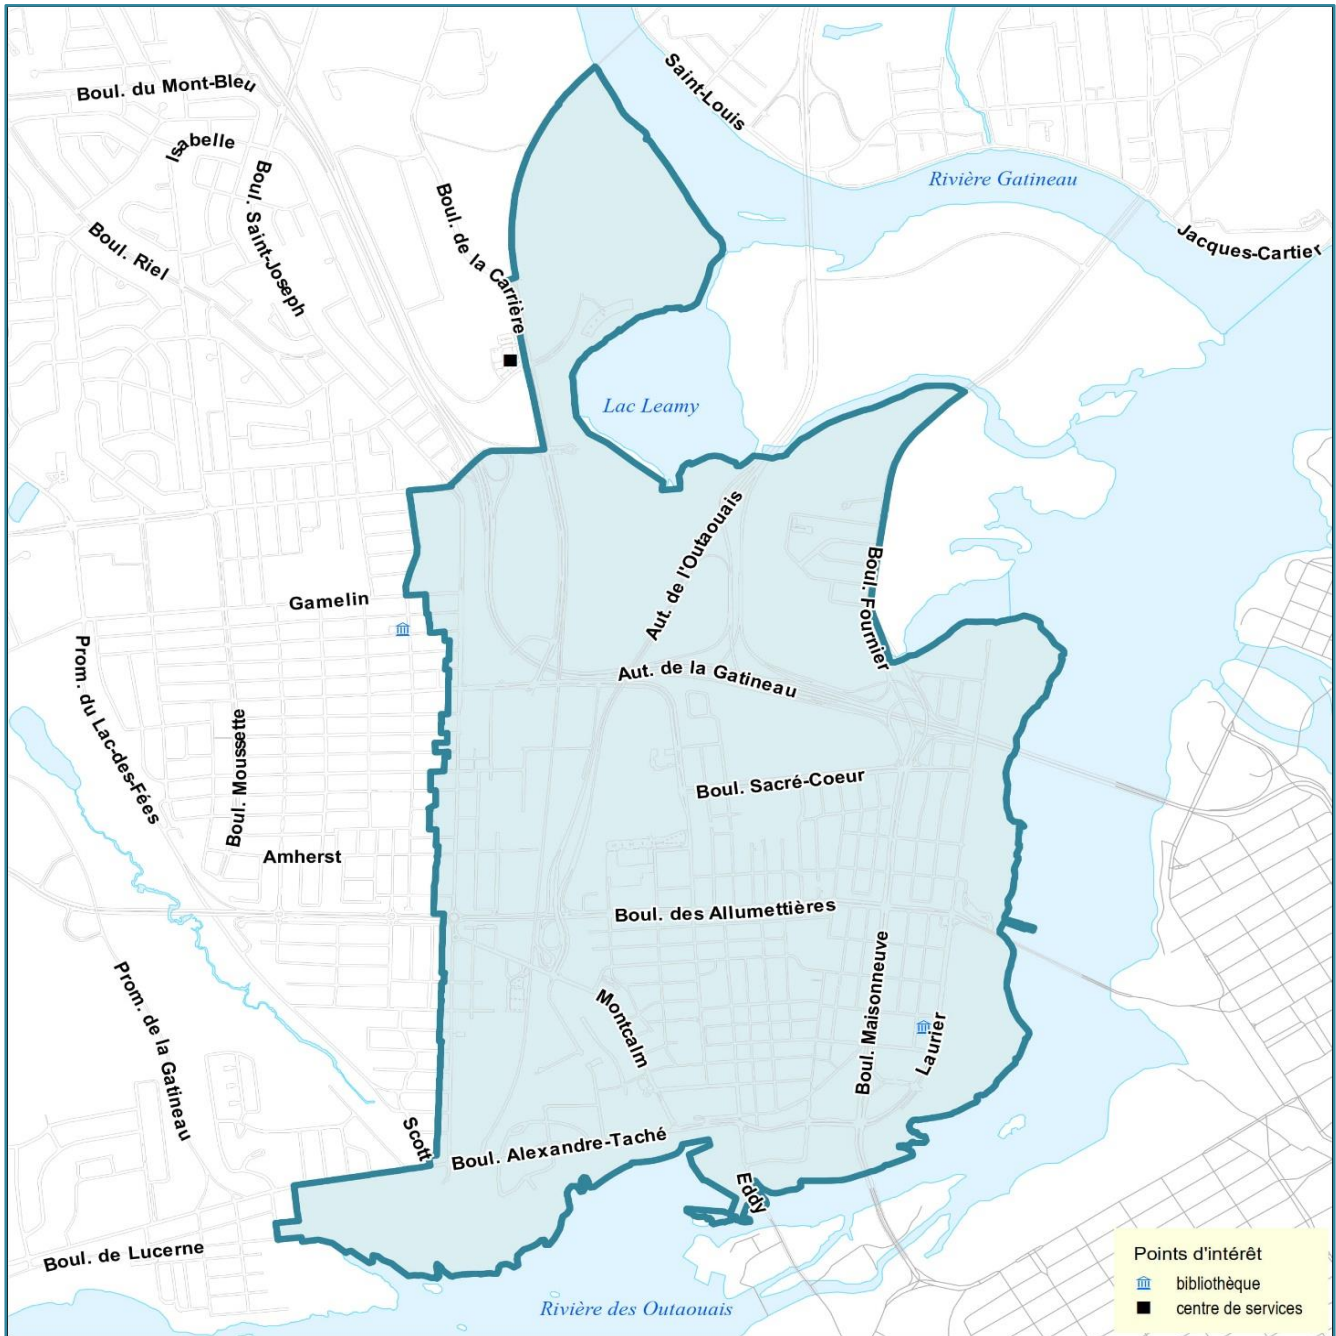 Boul. du Mont-Bleu
Saint-Louis
Isabelle
Boul. Saint-Joseph
Rivière Gatineau
Boul. Riel
Boul. de la Carrière
Jacques-Cartier
Lac Leamy
Aut. de l'Outaouais
Boul. Fournier
Gamelin
Prom. du Lac-des-Fées
Aut. de la Gatineau
Boul. Moussette
Boul. Sacré-Coeur
Amherst
Boul. des Allumettières
Prom. de la Gatineau
Montcalm
Boul. Maisonneuve
Laurier
Scott
Boul. Alexandre-Taché
Eddy
Boul. de Lucerne
Rivière des Outaouais
Points d'intérêt
bibliothèque
centre de services